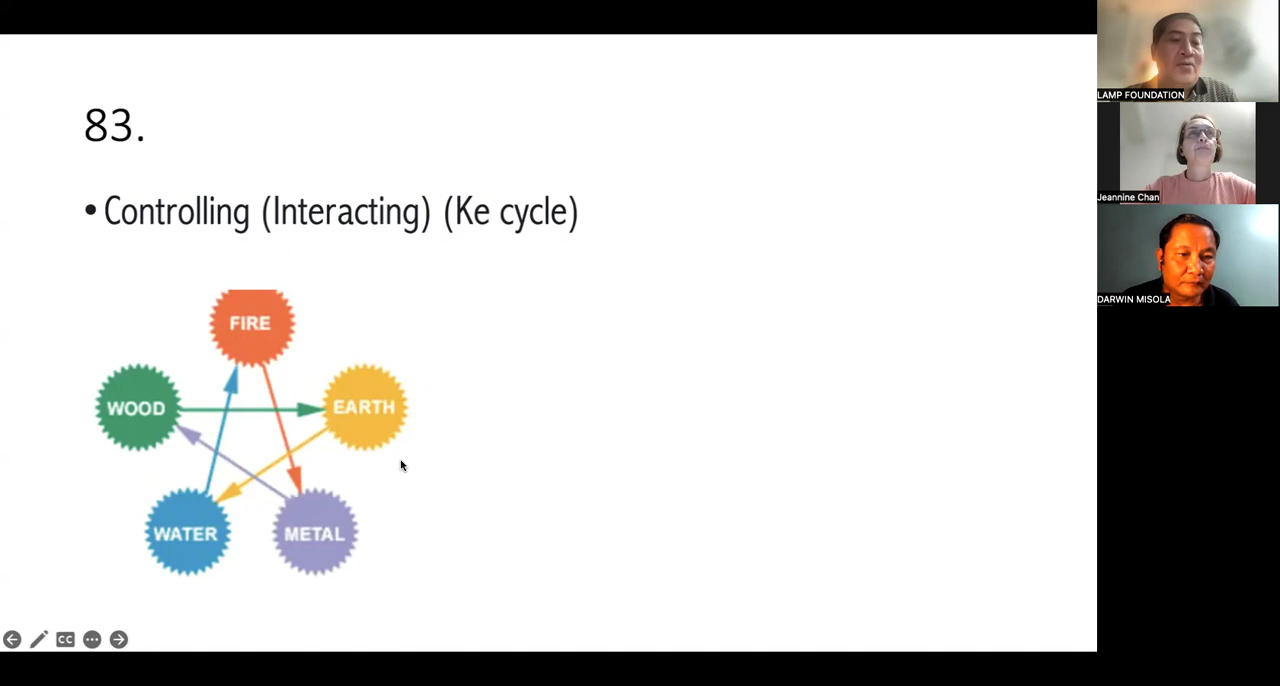 83.
• Controlling (Interacting) (Ke cycle)
FIRE
WOOD
EARTH
WATER
METAL
CC
LAMP FOUNDATION
Jeannine Chan
DARWIN MISOLA